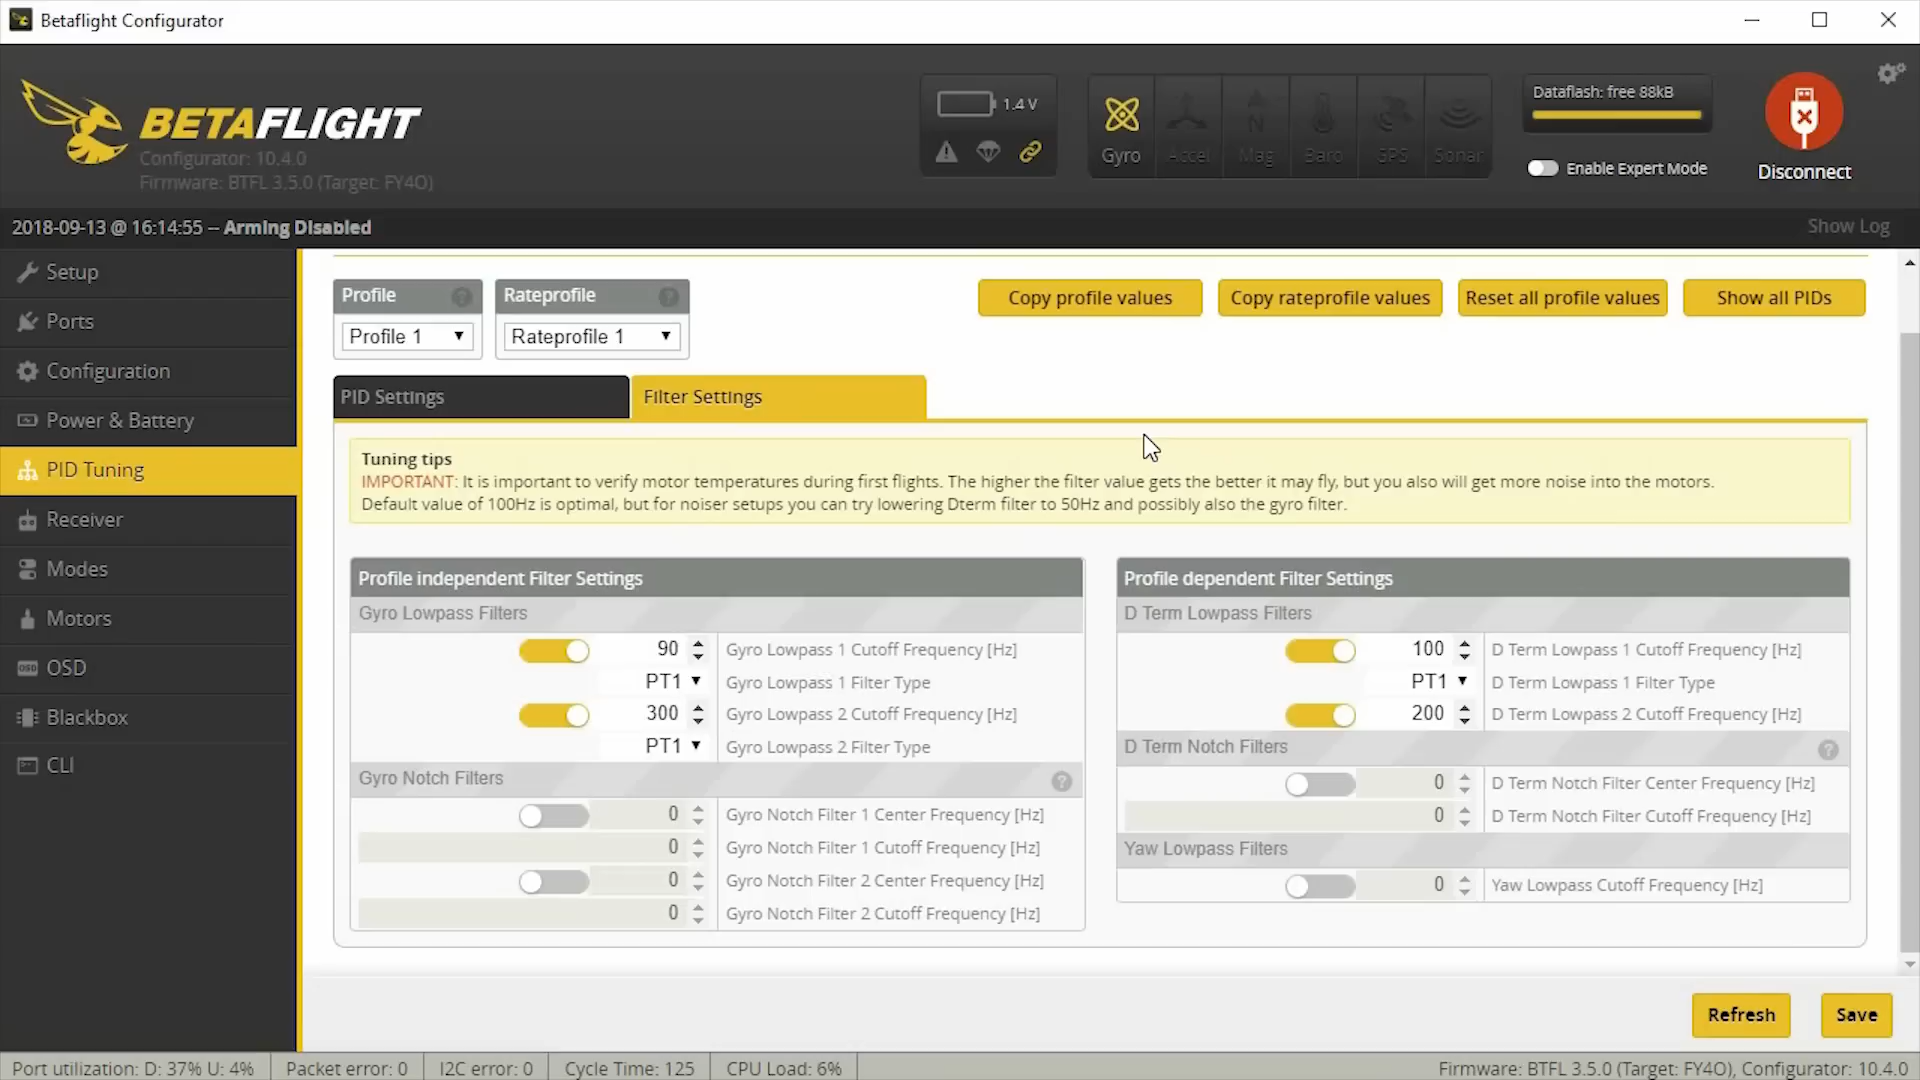 Betaflight Configurator
BETAFLIGHT
Configurator: 10.4.0
Firmware: BTFL 3.5.0 (Target: FY4O)
1.4 V
Gyro
Accel
Mag
Baro
GPS
Sonar
Dataflash: free 88kB
Enable Expert Mode
Disconnect
2018-09-13 @ 16:14:55 -- Arming Disabled
Show Log
Setup
Ports
Configuration
Power & Battery
PID Tuning
Receiver
Modes
Motors
OSD
OSD
Blackbox
CLI
Profile ?
Profile 1
Rateprofile ?
Rateprofile 1
Copy profile values
Copy rateprofile values
Reset all profile values
Show all PIDs
PID Settings
Filter Settings
Tuning tips
IMPORTANT: It is important to verify motor temperatures during first flights. The higher the filter value gets the better it may fly, but you also will get more noise into the motors.
Default value of 100Hz is optimal, but for noiser setups you can try lowering Dterm filter to 50Hz and possibly also the gyro filter.
Profile independent Filter Settings
Gyro Lowpass Filters
90 Gyro Lowpass 1 Cutoff Frequency [Hz]
PT1 Gyro Lowpass 1 Filter Type
300 Gyro Lowpass 2 Cutoff Frequency [Hz]
PT1 Gyro Lowpass 2 Filter Type
Gyro Notch Filters ?
0 Gyro Notch Filter 1 Center Frequency [Hz]
0 Gyro Notch Filter 1 Cutoff Frequency [Hz]
0 Gyro Notch Filter 2 Center Frequency [Hz]
0 Gyro Notch Filter 2 Cutoff Frequency [Hz]
Profile dependent Filter Settings
D Term Lowpass Filters
100 D Term Lowpass 1 Cutoff Frequency [Hz]
PT1 D Term Lowpass 1 Filter Type
200 D Term Lowpass 2 Cutoff Frequency [Hz]
D Term Notch Filters ?
0 D Term Notch Filter Center Frequency [Hz]
0 D Term Notch Filter Cutoff Frequency [Hz]
Yaw Lowpass Filters
0 Yaw Lowpass Cutoff Frequency [Hz]
Refresh
Save
Port utilization: D: 37% U: 4%
Packet error: 0
I2C error: 0
Cycle Time: 125
CPU Load: 6%
Firmware: BTFL 3.5.0 (Target: FY4O), Configurator: 10.4.0